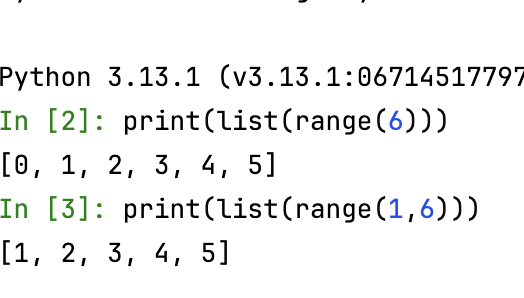 Python 3.13.1 (v3.13.1:06714517797
In [2]: print(list(range(6)))
[0, 1, 2, 3, 4, 5]
In [3]: print(list(range(1,6)))
[1, 2, 3, 4, 5]